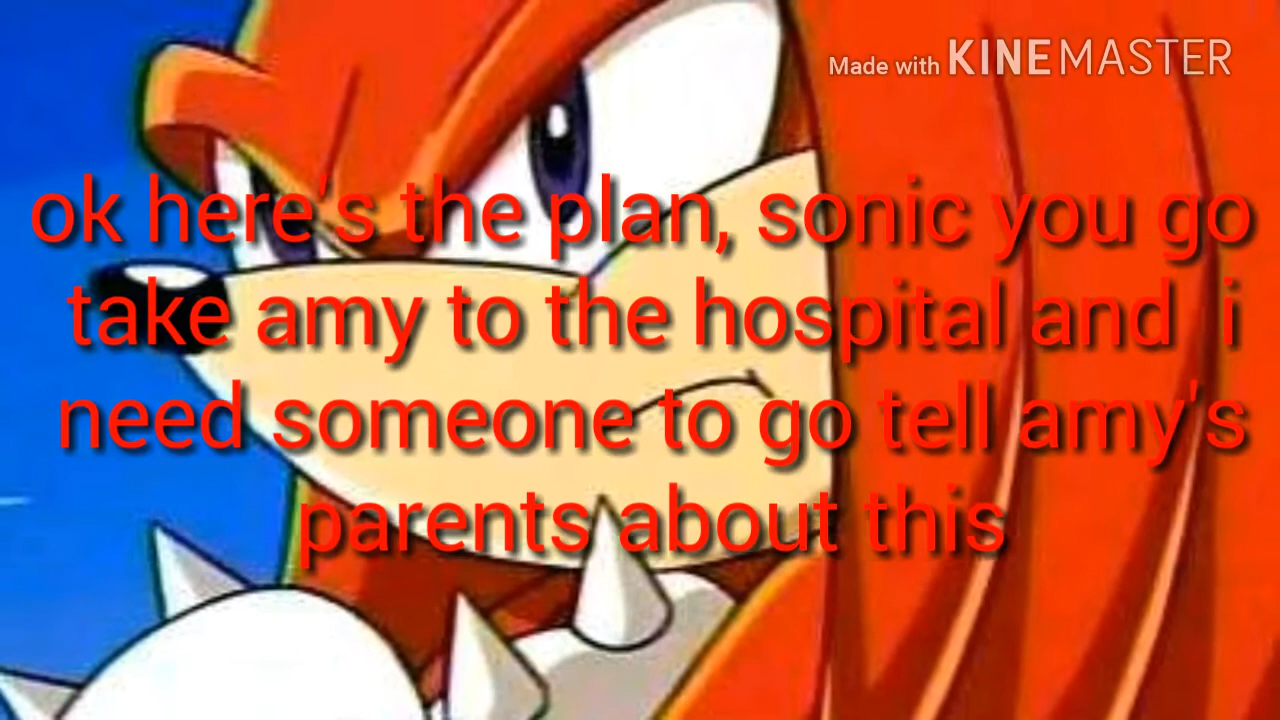 Made with KINEMASTER
ok here's the plan, sonic you go
take amy to the hospital and  i
need someone to go tell amy's
parents about this